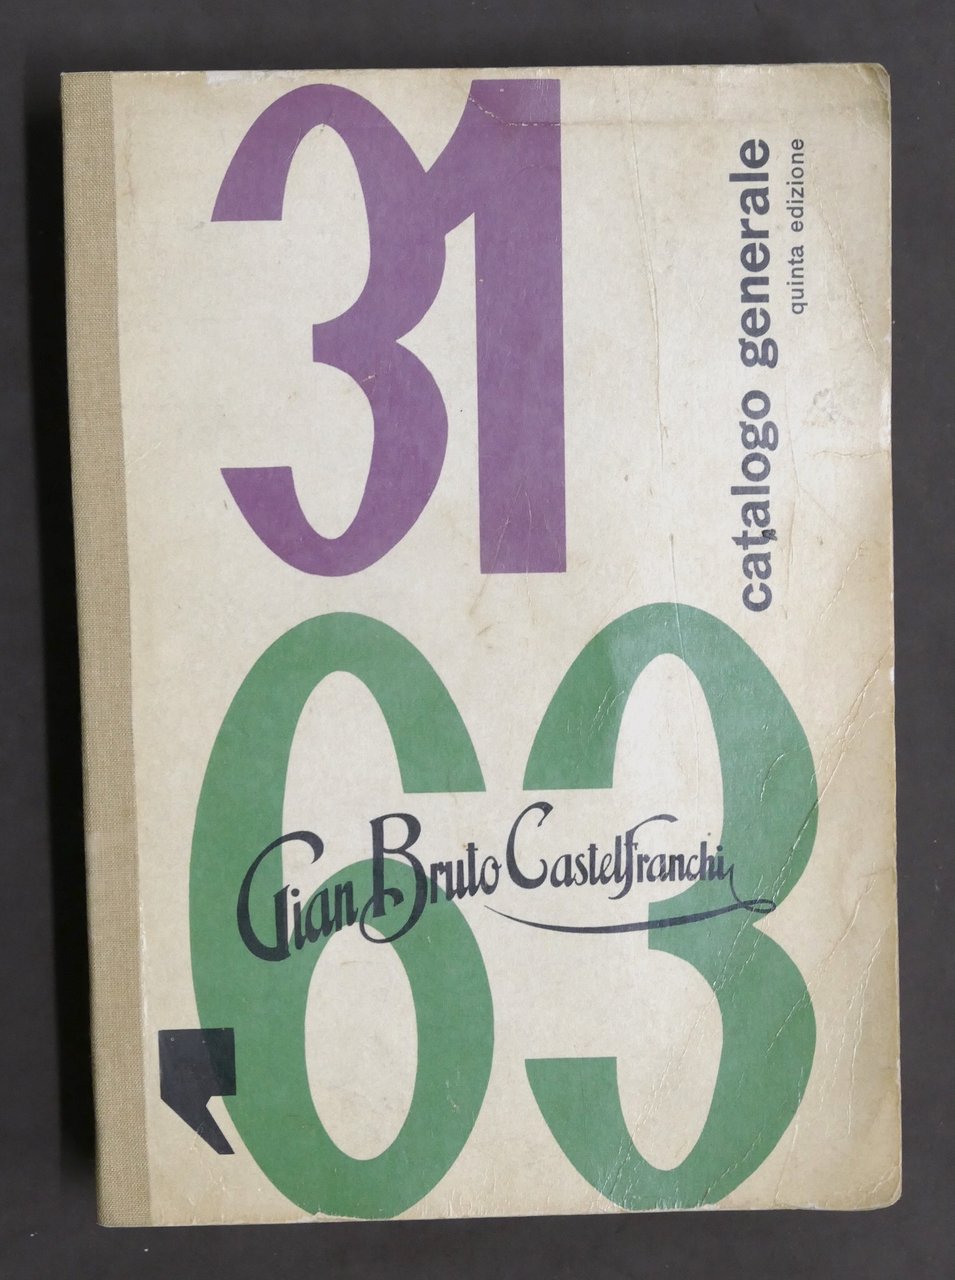 31
catalogo generale
quinta edizione
'63
Gian Bruto Castelfranchi